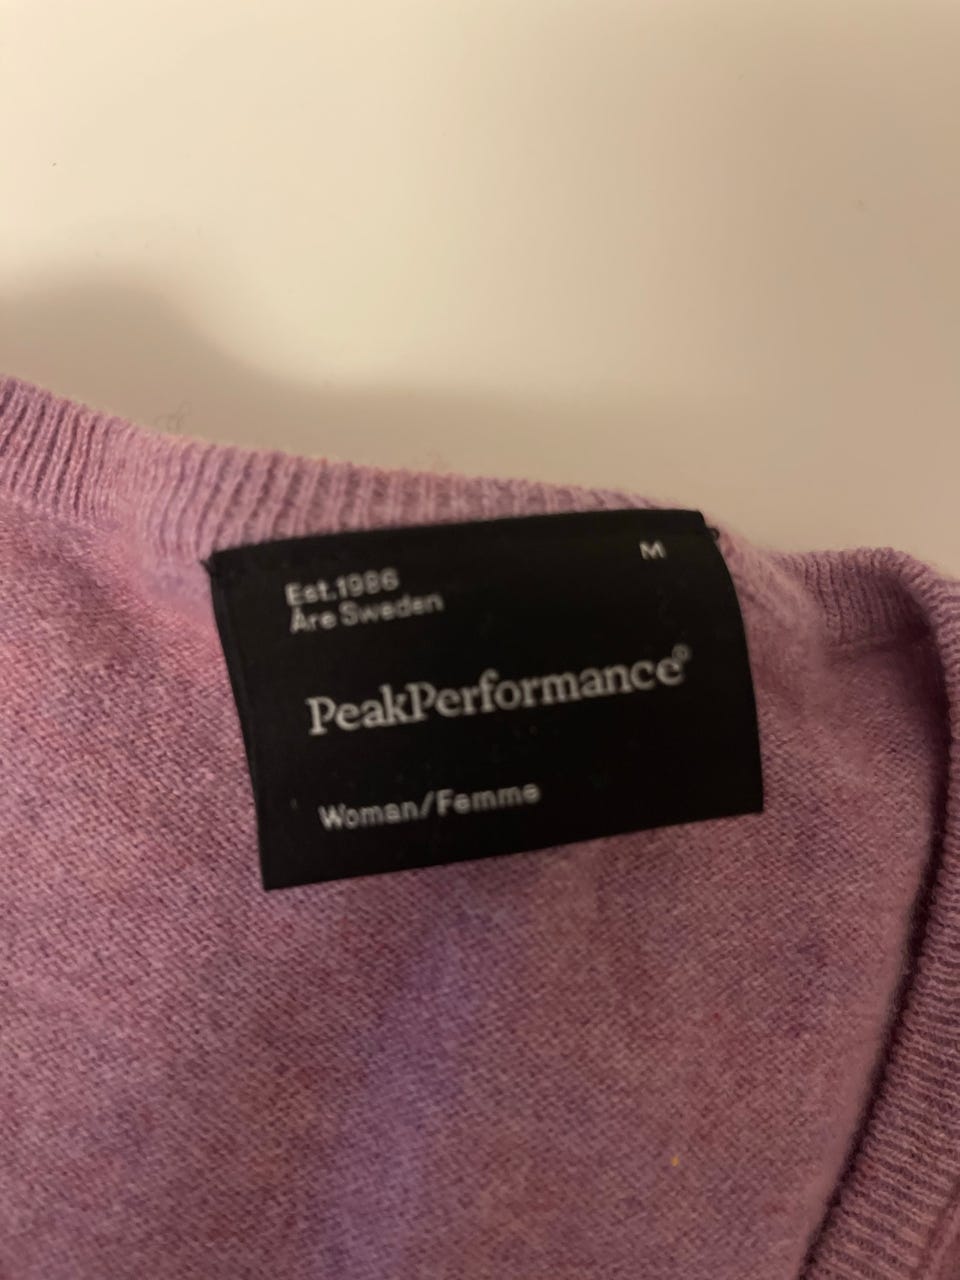 M
Est.1986
Åre Sweden
PeakPerformance
Woman/Femme